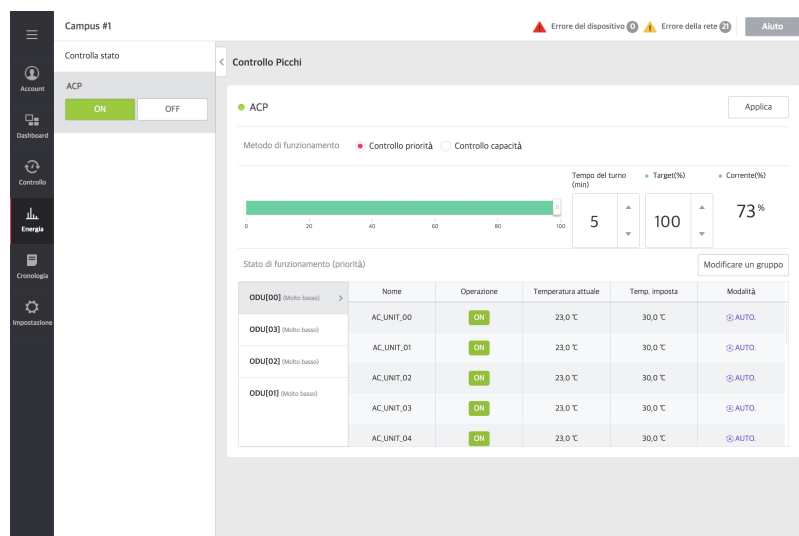 Campus #1
Errore del dispositivo 0
Errore della rete 21
Aiuto
Account
Dashboard
Controllo
Energia
Cronologia
Impostazione
Controlla stato
ACP
ON OFF
Controllo Picchi
ACP
Applica
Metodo di funzionamento Controllo priorità Controllo capacità
Tempo del turno (min)
Target(%)
Corrente(%)
0 20 40 60 80 100
5 100 73%
Stato di funzionamento (priorità)
Modificare un gruppo
ODU[00] (Molto basso) >
ODU[03] (Molto basso)
ODU[02] (Molto basso)
ODU[01] (Molto basso)
Nome Operazione Temperatura attuale Temp. imposta Modalità
AC_UNIT_00 ON 23,0 ℃ 30,0 ℃ AUTO.
AC_UNIT_01 ON 23,0 ℃ 30,0 ℃ AUTO.
AC_UNIT_02 ON 23,0 ℃ 30,0 ℃ AUTO.
AC_UNIT_03 ON 23,0 ℃ 30,0 ℃ AUTO.
AC_UNIT_04 ON 23,0 ℃ 30,0 ℃ AUTO.